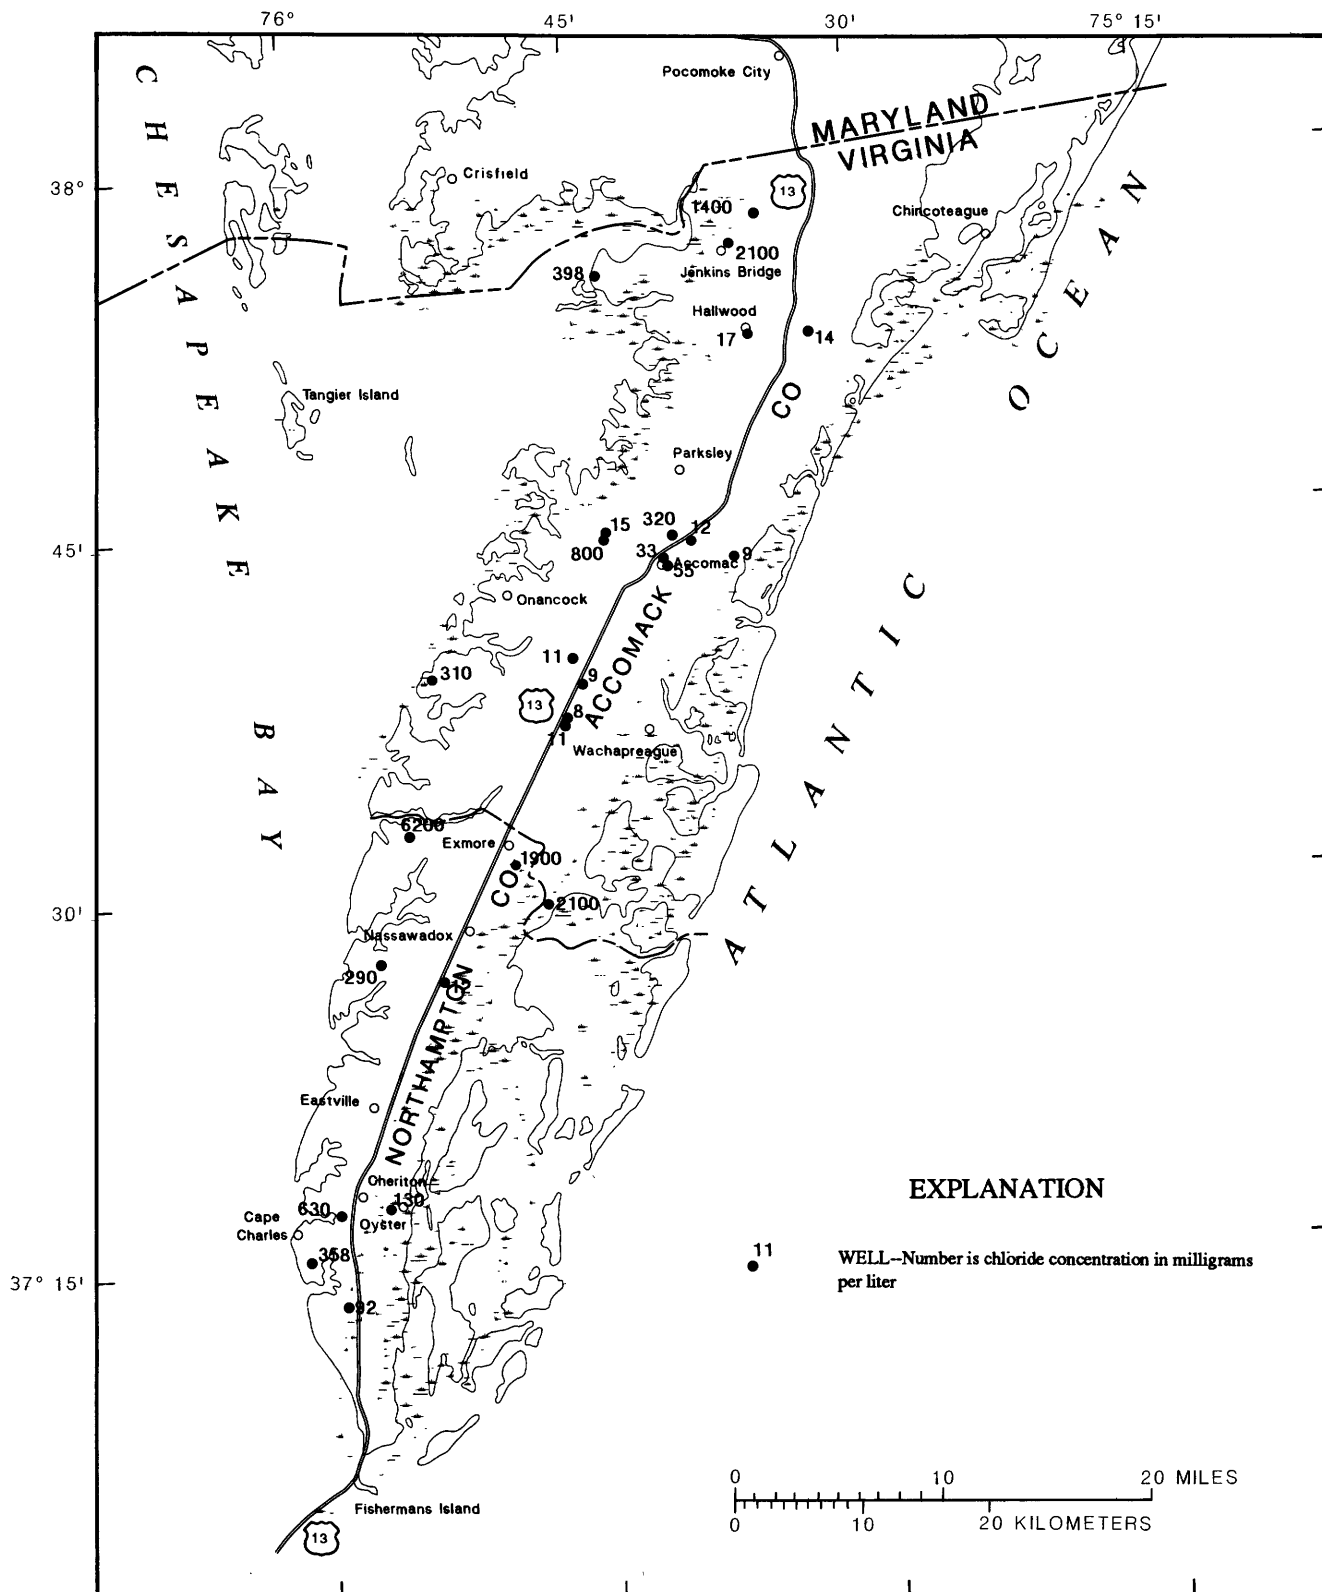 76° 45' 30' 75° 15'
Pocomoke City
CHESAPEAKE BAY
MARYLAND
VIRGINIA
38°
Crisfield
13
1400
Chincoteague
2100
Jenkins Bridge
398
Hallwood
17
14
ATLANTIC OCEAN
Tangier Island
CO
Parksley
15
320
12
45'
800
33
Accomac
9
55
Onancock
ACCOMACK
11
310
9
13
8
11
Wachapreague
6200
Exmore
1900
CO
30'
2100
Nassawadox
290
NORTHAMPTON
Eastville
Cheriton
630
130
Cape
Charles
Oyster
358
37° 15'
92
EXPLANATION
11
WELL--Number is chloride concentration in milligrams
per liter
0 10 20 MILES
0 10 20 KILOMETERS
Fishermans Island
13